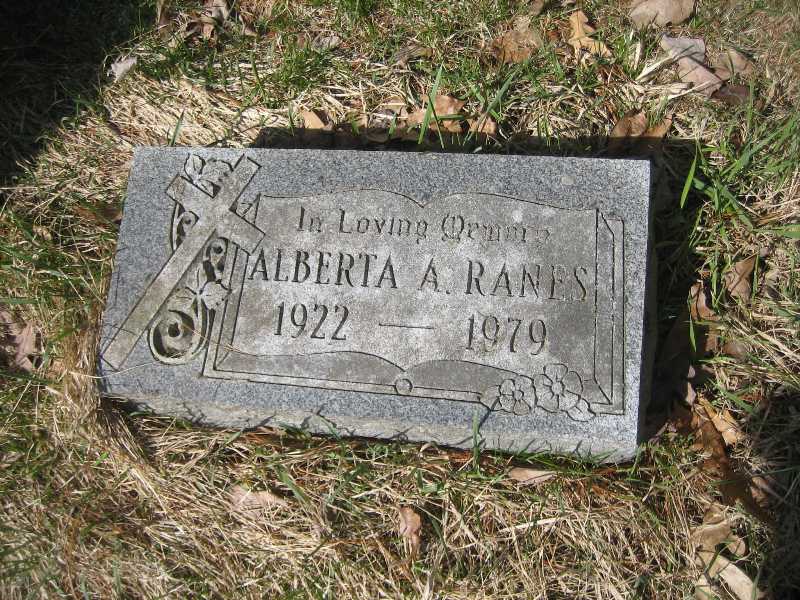 In Loving Memory
ALBERTA A. RANES
1922 — 1979